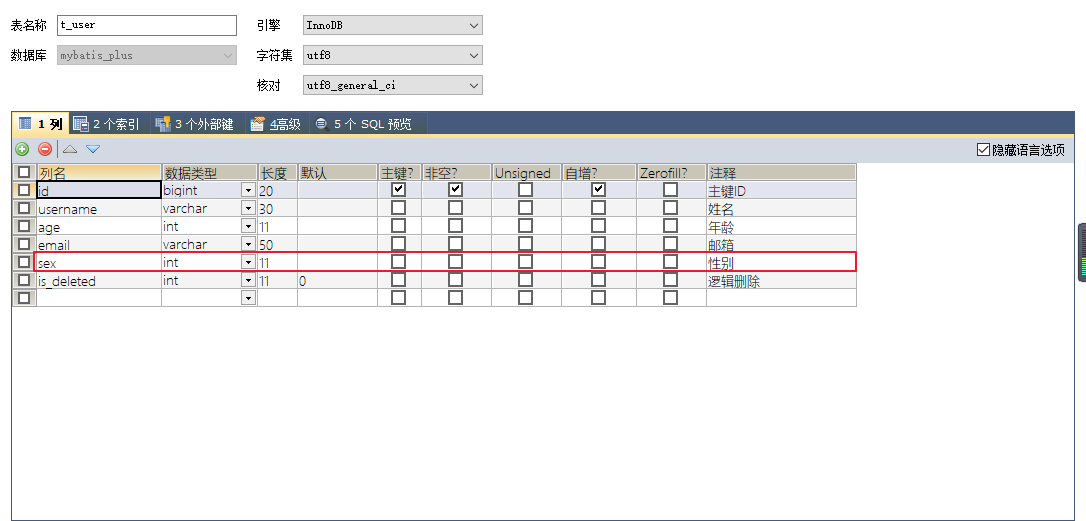 表名称 t_user 引擎 InnoDB
数据库 mybatis_plus 字符集 utf8
核对 utf8_general_ci
1 列 2 个索引 3 个外部键 4高级 5 个 SQL 预览
隐藏语言选项
列名 数据类型 长度 默认 主键? 非空? Unsigned 自增? Zerofill? 注释
id bigint 20 主键ID
username varchar 30 姓名
age int 11 年龄
email varchar 50 邮箱
sex int 11 性别
is_deleted int 11 0 逻辑删除